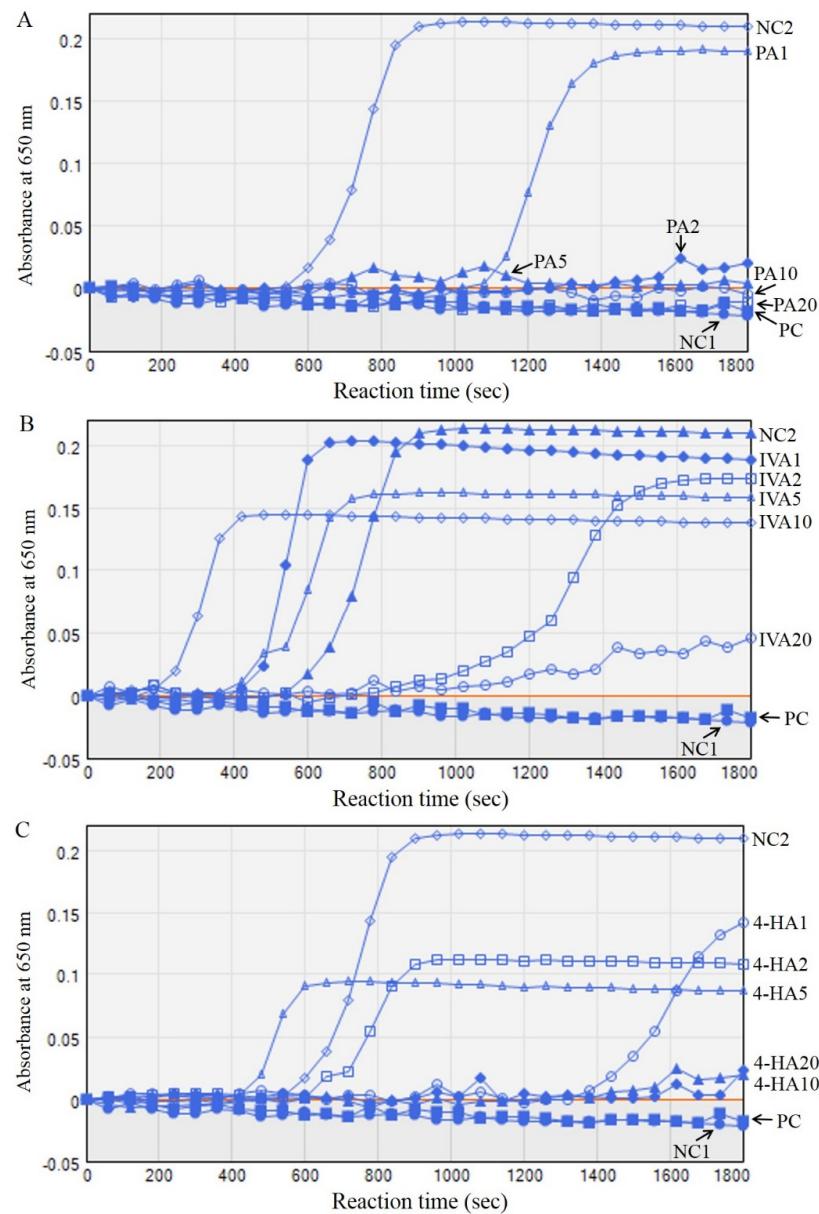 A
0.2
0.15
0.1
0.05
0
-0.05
Absorbance at 650 nm
NC2
PA1
PA2
PA5
PA10
PA20
PC
NC1
0 200 400 600 800 1000 1200 1400 1600 1800
Reaction time (sec)
B
0.2
0.15
0.1
0.05
0
-0.05
Absorbance at 650 nm
NC2
IVA1
IVA2
IVA5
IVA10
IVA20
PC
NC1
0 200 400 600 800 1000 1200 1400 1600 1800
Reaction time (sec)
C
0.2
0.15
0.1
0.05
0
-0.05
Absorbance at 650 nm
NC2
4-HA1
4-HA2
4-HA5
4-HA20
4-HA10
PC
NC1
0 200 400 600 800 1000 1200 1400 1600 1800
Reaction time (sec)